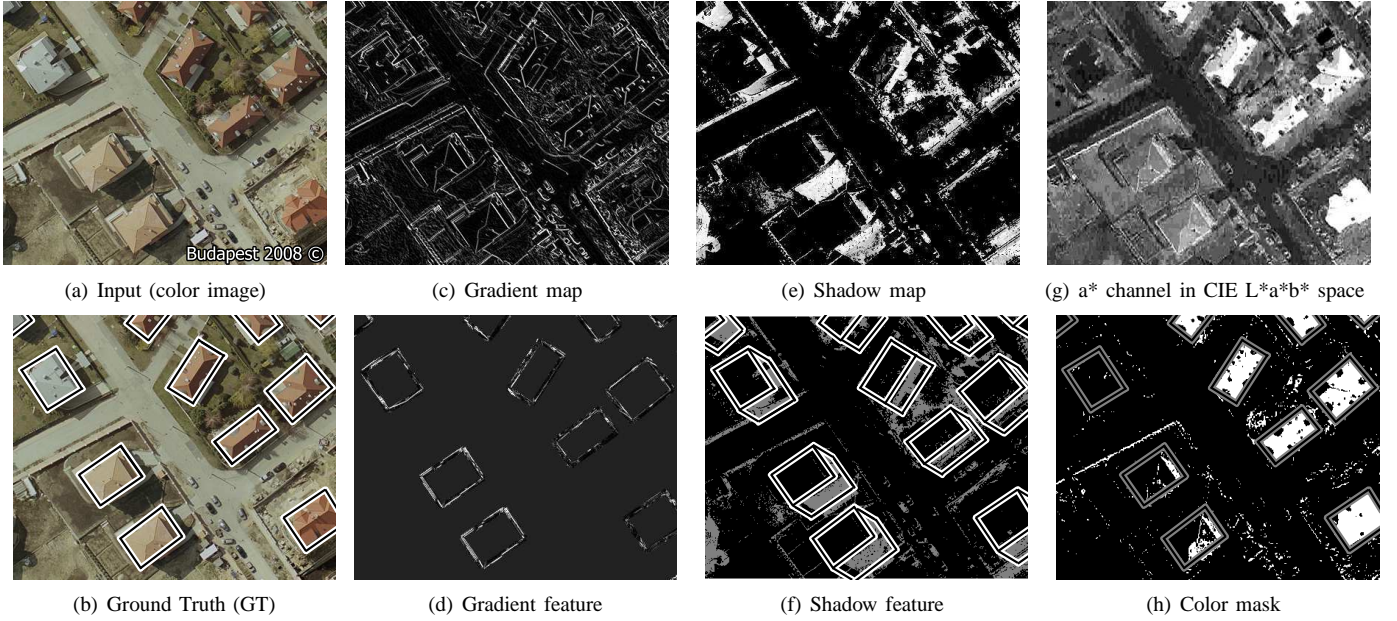 Budapest 2008 ©
(a) Input (color image)
(c) Gradient map
(e) Shadow map
(g) a* channel in CIE L*a*b* space
(b) Ground Truth (GT)
(d) Gradient feature
(f) Shadow feature
(h) Color mask